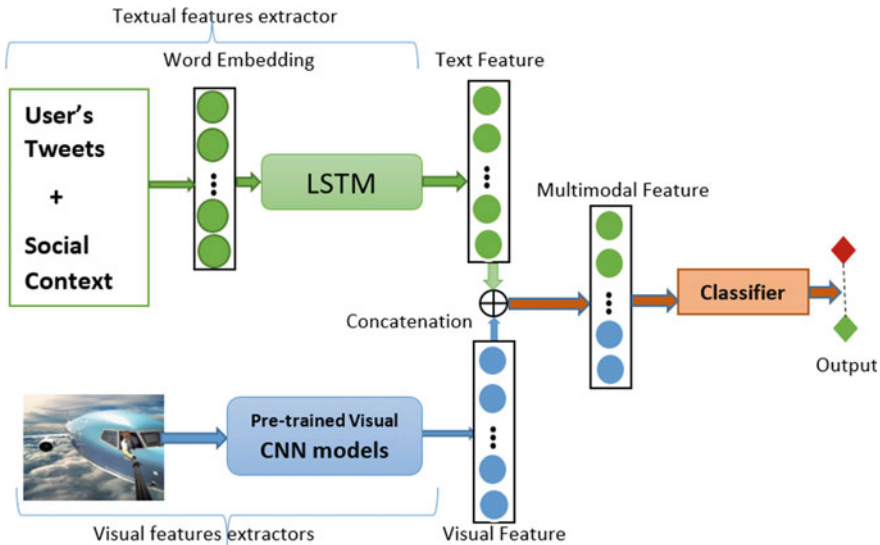 Textual features extractor
Word Embedding
Text Feature
User's
Tweets
+
Social
Context
LSTM
Multimodal Feature
Classifier
Concatenation
Output
Pre-trained Visual
CNN models
Visual features extractors
Visual Feature